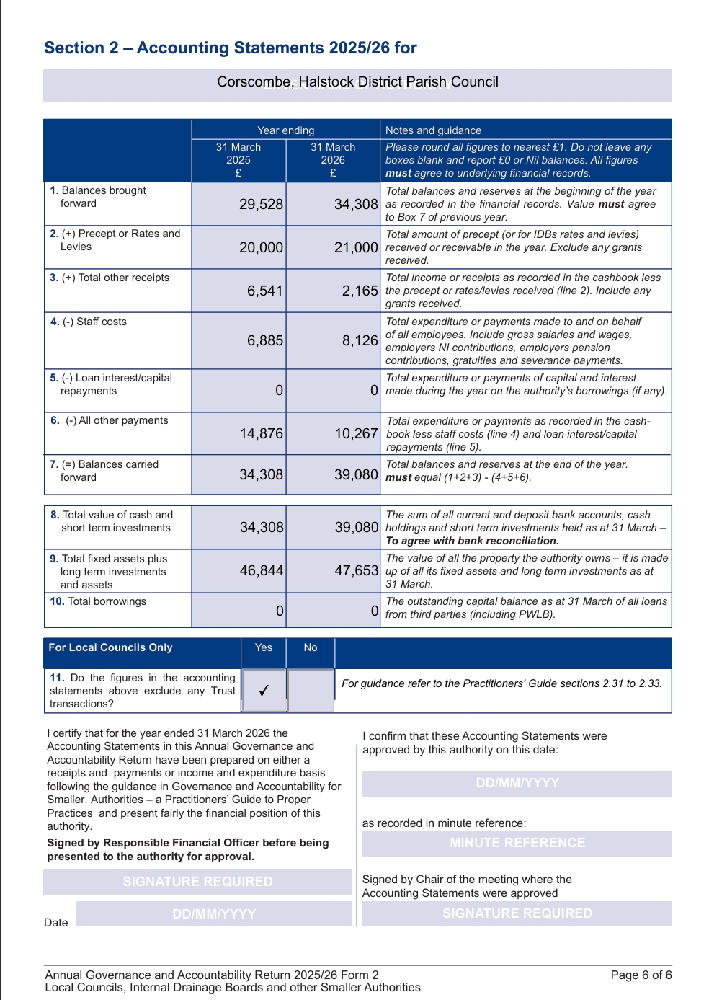 Section 2 – Accounting Statements 2025/26 for
Corscombe, Halstock District Parish Council
Year ending
Notes and guidance
31 March
2025
£
31 March
2026
£
Please round all figures to nearest £1. Do not leave any
boxes blank and report £0 or Nil balances. All figures
must agree to underlying financial records.
1. Balances brought
forward
29,528
34,308
Total balances and reserves at the beginning of the year
as recorded in the financial records. Value must agree
to Box 7 of previous year.
2. (+) Precept or Rates and
Levies
20,000
21,000
Total amount of precept (or for IDBs rates and levies)
received or receivable in the year. Exclude any grants
received.
3. (+) Total other receipts
6,541
2,165
Total income or receipts as recorded in the cashbook less
the precept or rates/levies received (line 2). Include any
grants received.
4. (-) Staff costs
6,885
8,126
Total expenditure or payments made to and on behalf
of all employees. Include gross salaries and wages,
employers NI contributions, employers pension
contributions, gratuities and severance payments.
5. (-) Loan interest/capital
repayments
0
0
Total expenditure or payments of capital and interest
made during the year on the authority's borrowings (if any).
6. (-) All other payments
14,876
10,267
Total expenditure or payments as recorded in the cash-
book less staff costs (line 4) and loan interest/capital
repayments (line 5).
7. (=) Balances carried
forward
34,308
39,080
Total balances and reserves at the end of the year.
must equal (1+2+3) - (4+5+6).
8. Total value of cash and
short term investments
34,308
39,080
The sum of all current and deposit bank accounts, cash
holdings and short term investments held as at 31 March –
To agree with bank reconciliation.
9. Total fixed assets plus
long term investments
and assets
46,844
47,653
The value of all the property the authority owns – it is made
up of all its fixed assets and long term investments as at
31 March.
10. Total borrowings
0
0
The outstanding capital balance as at 31 March of all loans
from third parties (including PWLB).
For Local Councils Only
Yes
No
11. Do the figures in the accounting
statements above exclude any Trust
transactions?
✓
For guidance refer to the Practitioners' Guide sections 2.31 to 2.33.
I certify that for the year ended 31 March 2026 the
Accounting Statements in this Annual Governance and
Accountability Return have been prepared on either a
receipts and payments or income and expenditure basis
following the guidance in Governance and Accountability for
Smaller Authorities – a Practitioners' Guide to Proper
Practices and present fairly the financial position of this
authority.
Signed by Responsible Financial Officer before being
presented to the authority for approval.
SIGNATURE REQUIRED
Date
DD/MM/YYYY
I confirm that these Accounting Statements were
approved by this authority on this date:
DD/MM/YYYY
as recorded in minute reference:
MINUTE REFERENCE
Signed by Chair of the meeting where the
Accounting Statements were approved
SIGNATURE REQUIRED
Annual Governance and Accountability Return 2025/26 Form 2
Page 6 of 6
Local Councils, Internal Drainage Boards and other Smaller Authorities